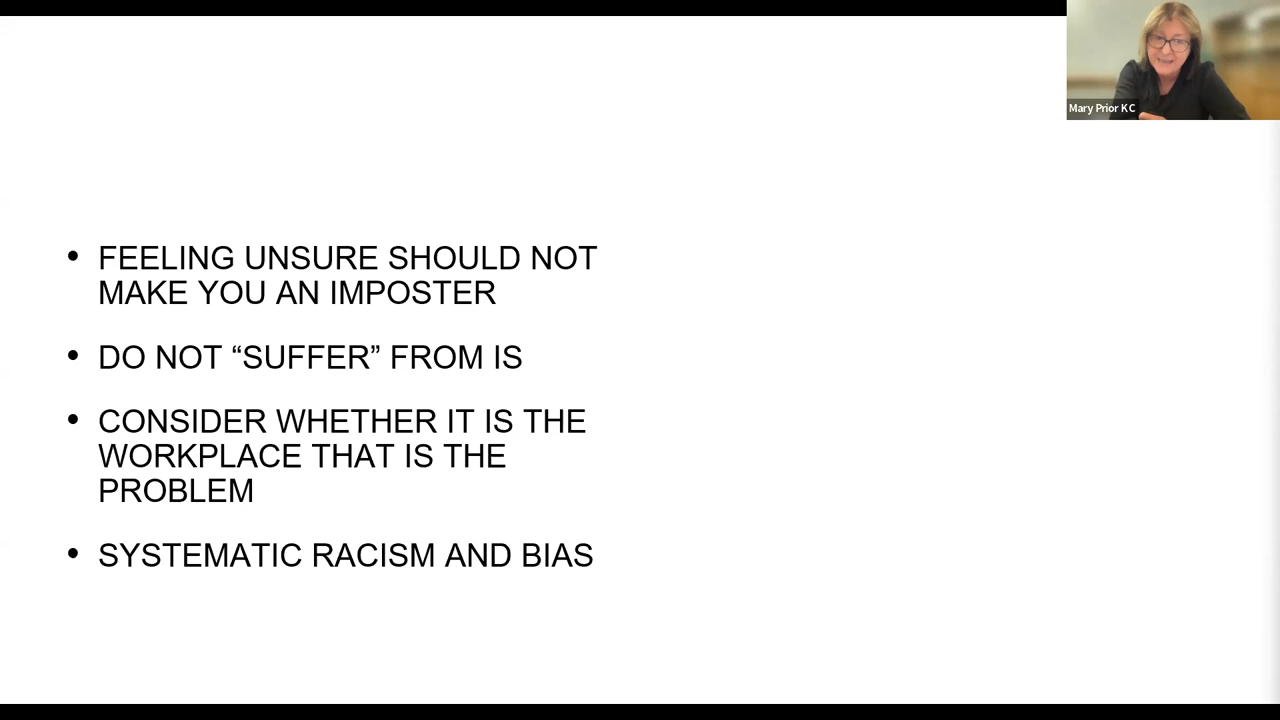 Mary Prior KC
• FEELING UNSURE SHOULD NOT
MAKE YOU AN IMPOSTER
• DO NOT “SUFFER” FROM IS
• CONSIDER WHETHER IT IS THE
WORKPLACE THAT IS THE
PROBLEM
• SYSTEMATIC RACISM AND BIAS